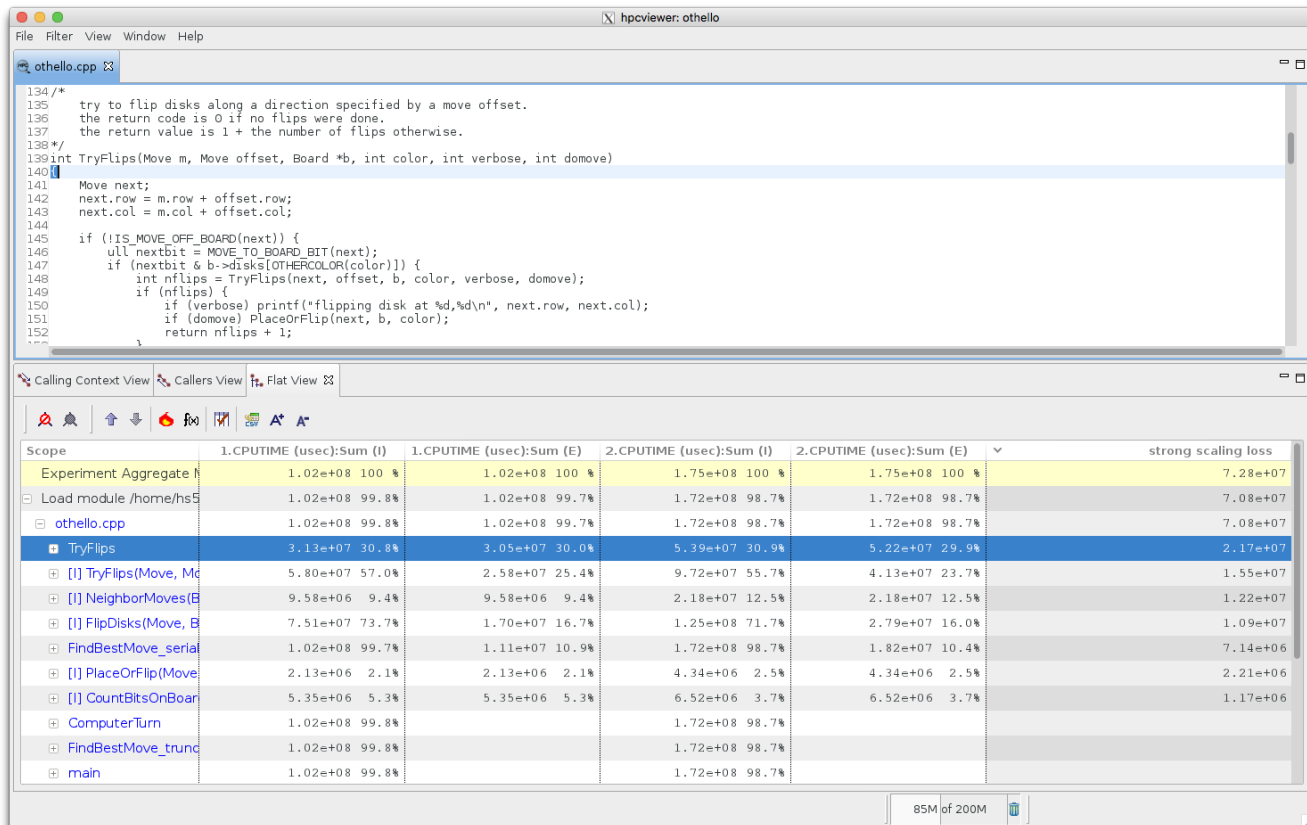 hpcviewer: othello
File Filter View Window Help
othello.cpp
134 /*
135 try to flip disks along a direction specified by a move offset.
136 the return code is 0 if no flips were done.
137 the return value is 1 + the number of flips otherwise.
138 */
139 int TryFlips(Move m, Move offset, Board *b, int color, int verbose, int domove)
140 {
141 Move next;
142 next.row = m.row + offset.row;
143 next.col = m.col + offset.col;
144
145 if (!IS_MOVE_OFF_BOARD(next)) {
146 ull nextbit = MOVE_TO_BOARD_BIT(next);
147 if (nextbit & b->disks[OTHERCOLOR(color)]) {
148 int nflips = TryFlips(next, offset, b, color, verbose, domove);
149 if (nflips) {
150 if (verbose) printf("flipping disk at %d,%d\n", next.row, next.col);
151 if (domove) PlaceOrFlip(next, b, color);
152 return nflips + 1;
Calling Context View Callers View Flat View
Scope 1.CPUTIME (usec):Sum (I) 1.CPUTIME (usec):Sum (E) 2.CPUTIME (usec):Sum (I) 2.CPUTIME (usec):Sum (E) strong scaling loss
Experiment Aggregate 1.02e+08 100 % 1.02e+08 100 % 1.75e+08 100 % 1.75e+08 100 % 7.28e+07
Load module /home/hs5 1.02e+08 99.8% 1.02e+08 99.7% 1.72e+08 98.7% 1.72e+08 98.7% 7.08e+07
othello.cpp 1.02e+08 99.8% 1.02e+08 99.7% 1.72e+08 98.7% 1.72e+08 98.7% 7.08e+07
TryFlips 3.13e+07 30.8% 3.05e+07 30.0% 5.39e+07 30.9% 5.22e+07 29.9% 2.17e+07
[I] TryFlips(Move, Mo 5.80e+07 57.0% 2.58e+07 25.4% 9.72e+07 55.7% 4.13e+07 23.7% 1.55e+07
[I] NeighborMoves(B 9.58e+06 9.4% 9.58e+06 9.4% 2.18e+07 12.5% 2.18e+07 12.5% 1.22e+07
[I] FlipDisks(Move, B 7.51e+07 73.7% 1.70e+07 16.7% 1.25e+08 71.7% 2.79e+07 16.0% 1.09e+07
FindBestMove_serial 1.02e+08 99.7% 1.11e+07 10.9% 1.72e+08 98.7% 1.82e+07 10.4% 7.14e+06
[I] PlaceOrFlip(Move 2.13e+06 2.1% 2.13e+06 2.1% 4.34e+06 2.5% 4.34e+06 2.5% 2.21e+06
[I] CountBitsOnBoar 5.35e+06 5.3% 5.35e+06 5.3% 6.52e+06 3.7% 6.52e+06 3.7% 1.17e+06
ComputerTurn 1.02e+08 99.8% 1.72e+08 98.7%
FindBestMove_trunc 1.02e+08 99.8% 1.72e+08 98.7%
main 1.02e+08 99.8% 1.72e+08 98.7%
85M of 200M